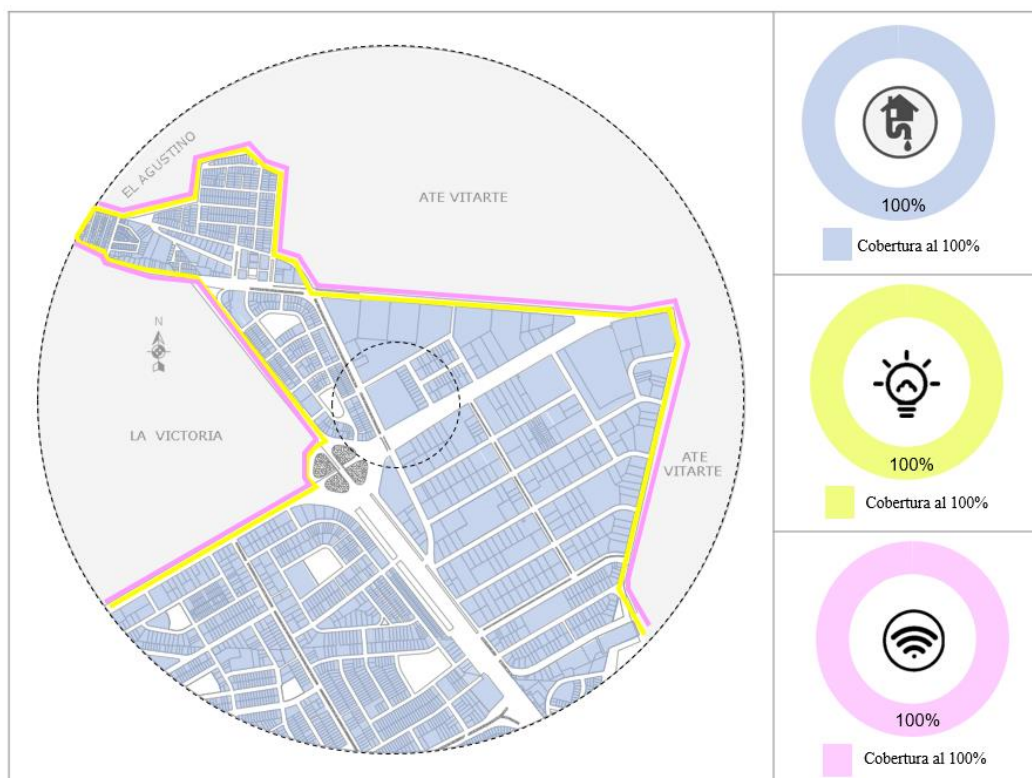 EL AGUSTINO
ATE VITARTE
N
LA VICTORIA
ATE
VITARTE
100%
Cobertura al 100%
100%
Cobertura al 100%
100%
Cobertura al 100%